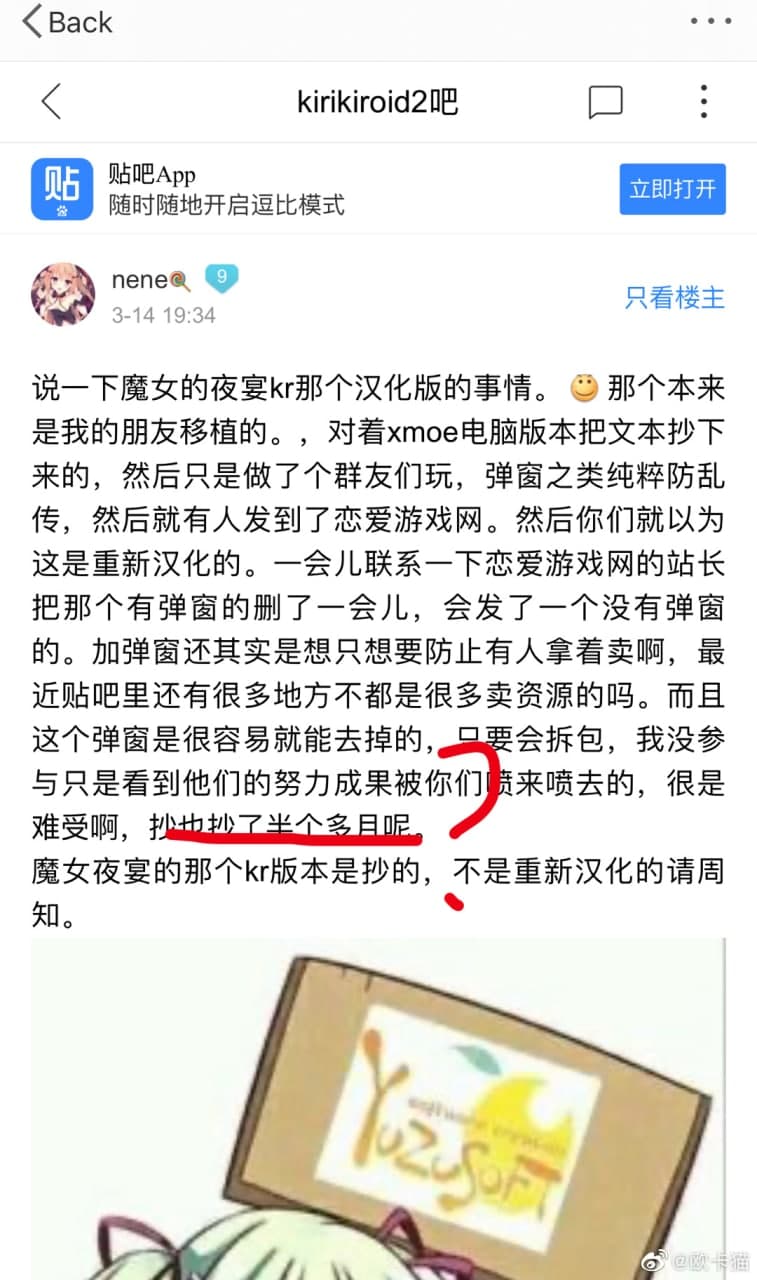 Back
kirikiroid2吧
贴
贴吧App
随时随地开启逗比模式
立即打开
nene
9
3-14 19:34
只看楼主
说一下魔女的夜宴kr那个汉化版的事情。 那个本来
是我的朋友移植的。，对着xmoe电脑版本把文本抄下
来的，然后只是做了个群友们玩，弹窗之类纯粹防乱
传，然后就有人发到了恋爱游戏网。然后你们就以为
这是重新汉化的。一会儿联系一下恋爱游戏网的站长
把那个有弹窗的删了一会儿，会发了一个没有弹窗
的。加弹窗还其实是想只想要防止有人拿着卖啊，最
近贴吧里还有很多地方不都是很多卖资源的吗。而且
这个弹窗是很容易就能去掉的，只要会拆包，我没参
与只是看到他们的努力成果被你们喷来喷去的，很是
难受啊，抄也抄了半个多月呢。
魔女夜宴的那个kr版本是抄的，不是重新汉化的请周
知。
YUZUSOFT
@欧卡猫